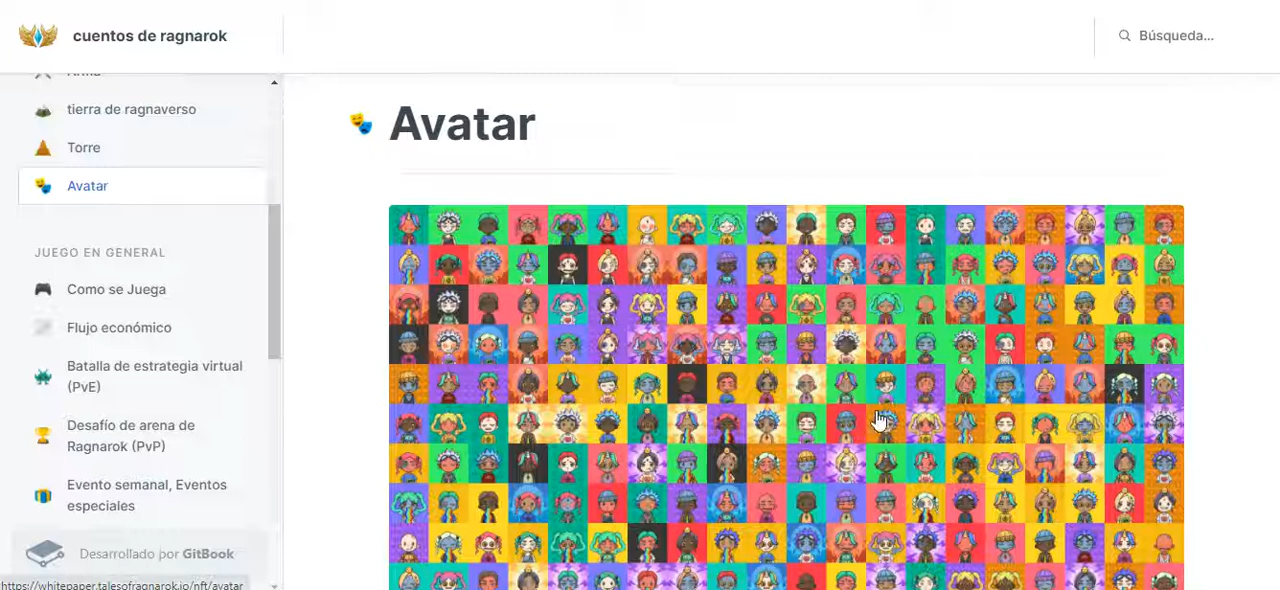 cuentos de ragnarok
Búsqueda...
Arma
tierra de ragnaverso
Torre
Avatar
JUEGO EN GENERAL
Como se Juega
Flujo económico
Batalla de estrategia virtual
(PvE)
Desafío de arena de
Ragnarok (PvP)
Evento semanal, Eventos
especiales
Desarrollado por GitBook
https://whitepaper.talesofragnarok.io/nft/avatar
Avatar